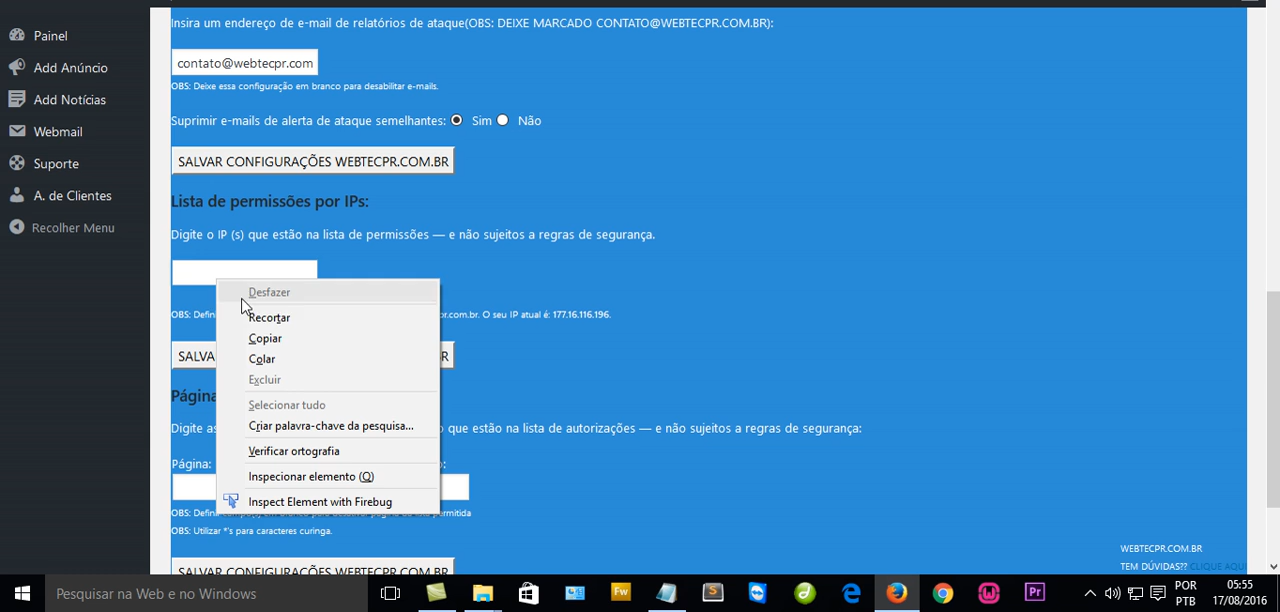 Insira um endereço de e-mail de relatórios de ataque(OBS: DEIXE MARCADO CONTATO@WEBTECPR.COM.BR):
Painel
Add Anúncio
Add Notícias
Webmail
Suporte
A. de Clientes
Recolher Menu
contato@webtecpr.com
OBS: Deixe essa configuração em branco para desabilitar e-mails.
Suprimir e-mails de alerta de ataque semelhantes: Sim Não
SALVAR CONFIGURAÇÕES WEBTECPR.COM.BR
Lista de permissões por IPs:
Digite o IP (s) que estão na lista de permissões — e não sujeitos a regras de segurança.
Desfazer
Recortar
Copiar
Colar
Excluir
Selecionar tudo
Criar palavra-chave da pesquisa...
Verificar ortografia
Inspecionar elemento (Q)
Inspect Element with Firebug
OBS: pr.com.br. O seu IP atual é: 177.16.116.196.
Digite que estão na lista de autorizações — e não sujeitos a regras de segurança:
Página:
OBS:
OBS: Utilizar *'s para caracteres curinga.
SALVAR CONFIGURAÇÕES WEBTECPR.COM.BR
WEBTECPR.COM.BR
TEM DÚVIDAS?? CLIQUE AQUI
Pesquisar na Web e no Windows
Fw
S
W
Pr
POR
PTB
05:55
17/08/2016